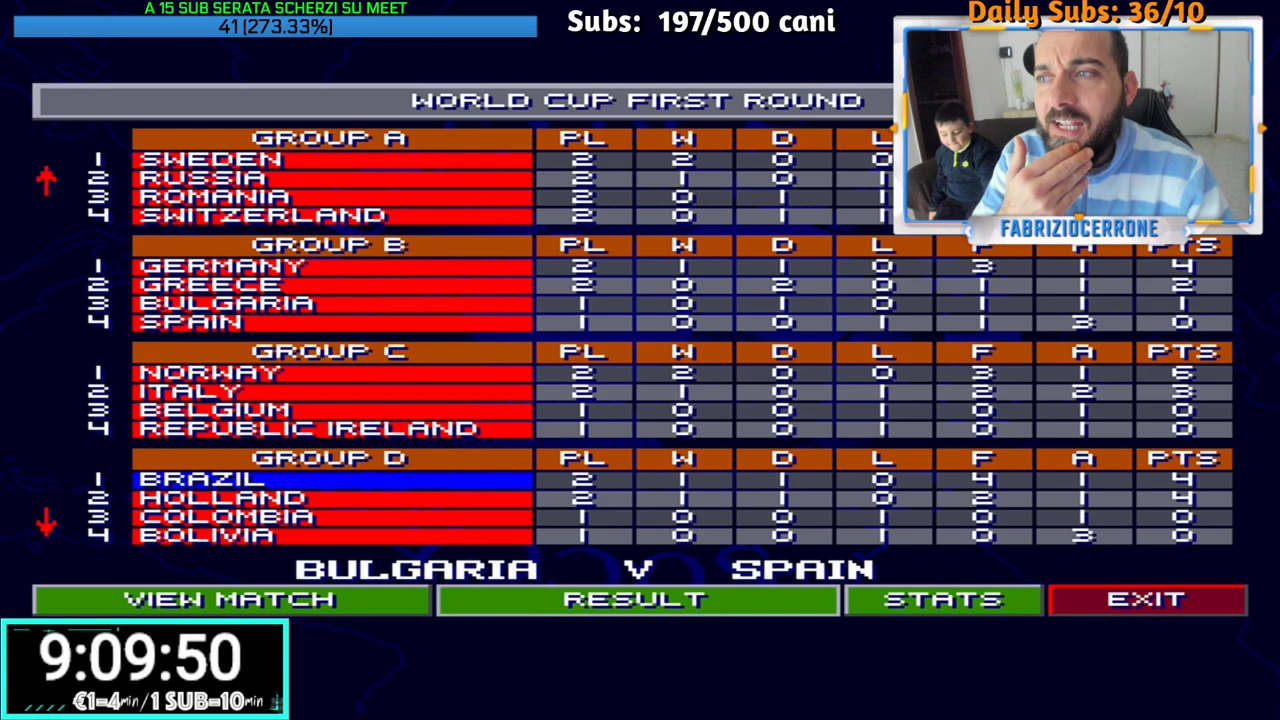 A 15 SUB SERATA SCHERZI SU MEET
41 (273.33%)
Subs: 197/500 cani
Daily Subs: 36/10
WORLD CUP FIRST ROUND
GROUP A PL W D L
1 SWEDEN 2 2 0 0
2 RUSSIA 2 1 0 1
3 ROMANIA 2 0 1 1
4 SWITZERLAND 2 0 1 1
FABRIZIOCERRONE
GROUP B PL W D L F A PTS
1 GERMANY 2 1 1 0 3 1 4
2 GREECE 2 0 2 0 1 1 2
3 BULGARIA 1 0 1 0 1 1 1
4 SPAIN 1 0 0 1 1 3 0
GROUP C PL W D L F A PTS
1 NORWAY 2 2 0 0 3 1 6
2 ITALY 2 1 0 1 2 2 3
3 BELGIUM 1 0 0 1 0 1 0
4 REPUBLIC IRELAND 1 0 0 1 0 1 0
GROUP D PL W D L F A PTS
1 BRAZIL 2 1 1 0 4 1 4
2 HOLLAND 2 1 1 0 2 1 4
3 COLOMBIA 1 0 0 1 0 1 0
4 BOLIVIA 1 0 0 1 0 3 0
BULGARIA V SPAIN
VIEW MATCH RESULT STATS EXIT
9:09:50
€1=4min/1 SUB=10min